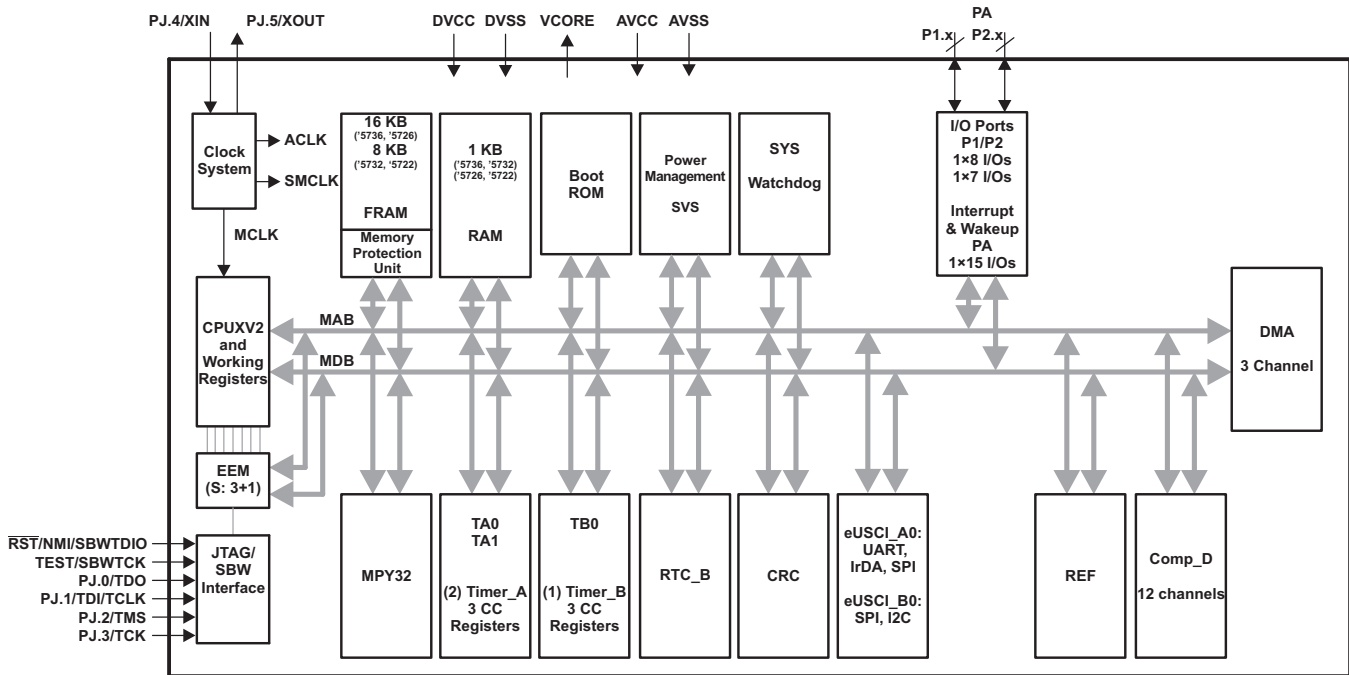 PJ.4/XIN
PJ.5/XOUT
DVCC
DVSS
VCORE
AVCC
AVSS
PA
P1.x
P2.x
Clock
System
ACLK
SMCLK
MCLK
16 KB
('5736, '5726)
8 KB
('5732, '5722)
FRAM
Memory
Protection
Unit
1 KB
('5736, '5732)
('5726, '5722)
RAM
Boot
ROM
Power
Management
SVS
SYS
Watchdog
I/O Ports
P1/P2
1×8 I/Os
1×7 I/Os
Interrupt
& Wakeup
PA
1×15 I/Os
CPUXV2
and
Working
Registers
MAB
MDB
DMA
3 Channel
EEM
(S: 3+1)
RST/NMI/SBWTDIO
TEST/SBWTCK
PJ.0/TDO
PJ.1/TDI/TCLK
PJ.2/TMS
PJ.3/TCK
JTAG/
SBW
Interface
MPY32
TA0
TA1
(2) Timer_A
3 CC
Registers
TB0
(1) Timer_B
3 CC
Registers
RTC_B
CRC
eUSCI_A0:
UART,
IrDA, SPI
eUSCI_B0:
SPI, I2C
REF
Comp_D
12 channels